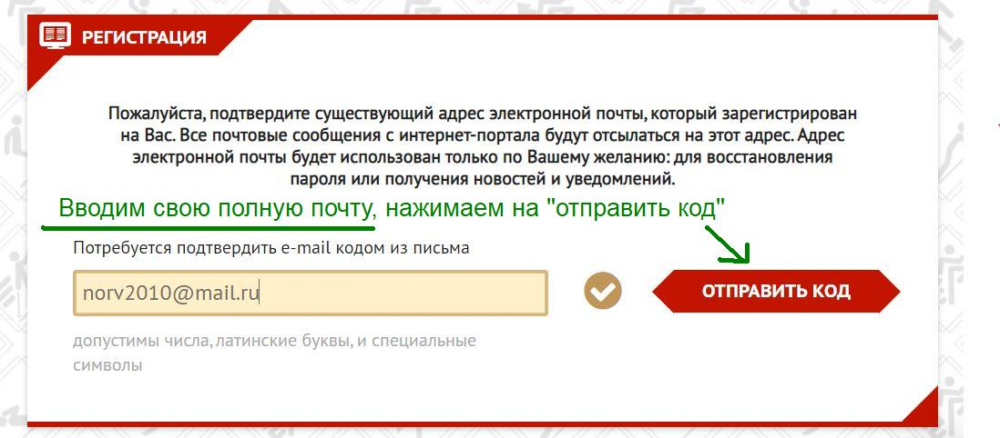 РЕГИСТРАЦИЯ
Пожалуйста, подтвердите существующий адрес электронной почты, который зарегистрирован
на Вас. Все почтовые сообщения с интернет-портала будут отсылаться на этот адрес. Адрес
электронной почты будет использован только по Вашему желанию: для восстановления
пароля или получения новостей и уведомлений.
Вводим свою полную почту, нажимаем на "отправить код"
Потребуется подтвердить e-mail кодом из письма
norv2010@mail.ru
ОТПРАВИТЬ КОД
допустимы числа, латинские буквы, и специальные
символы